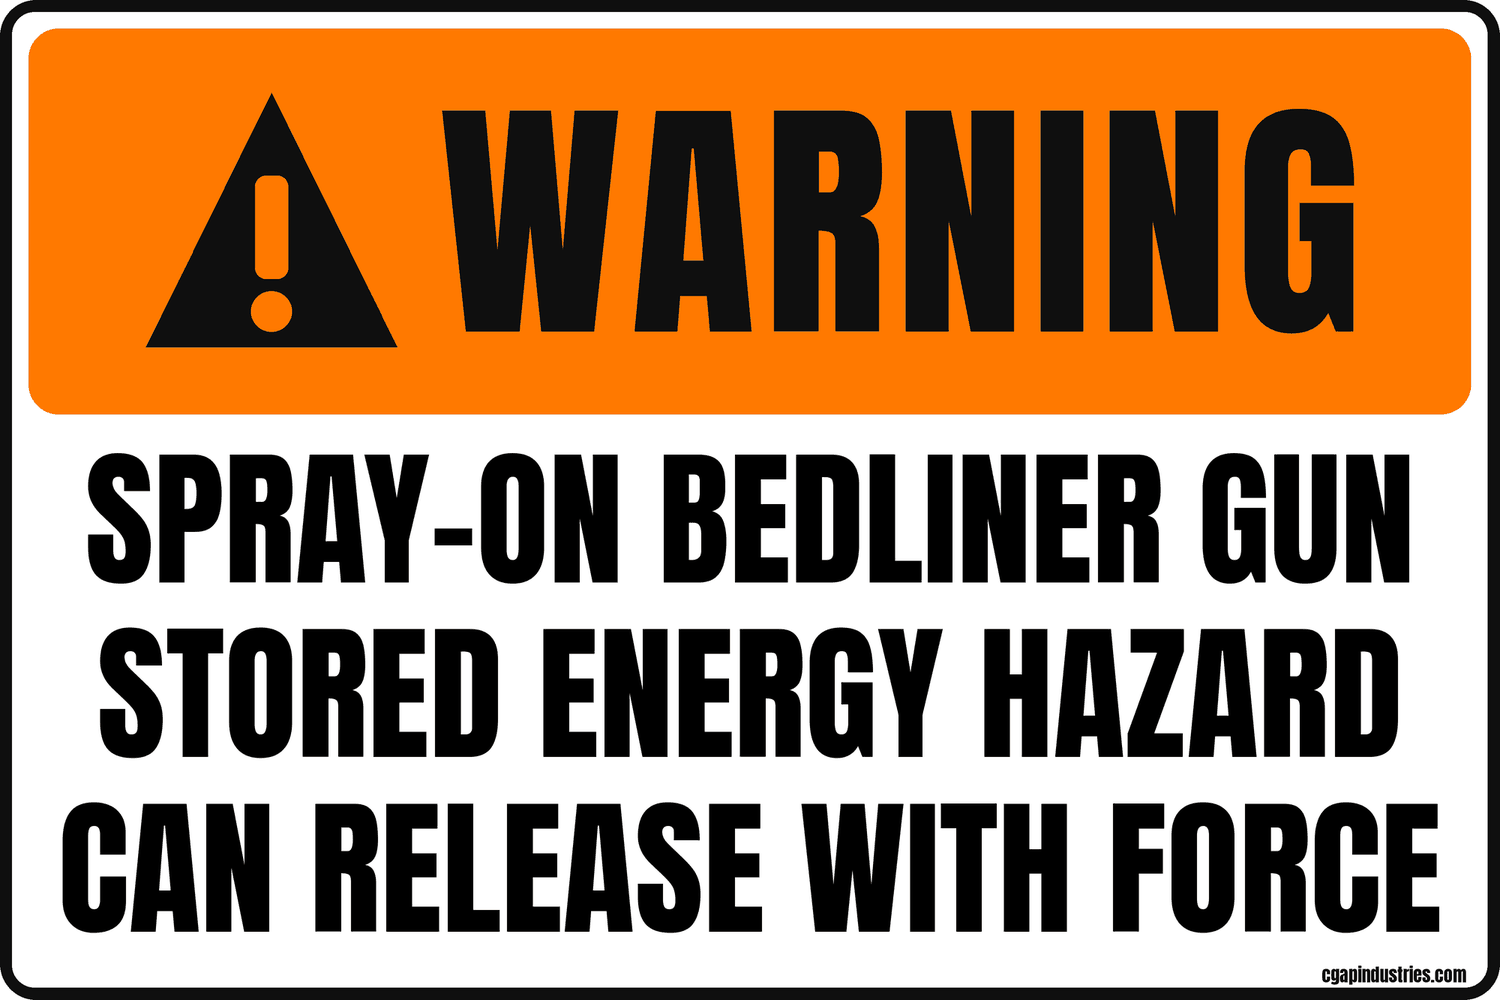 WARNING
SPRAY-ON BEDLINER GUN
STORED ENERGY HAZARD
CAN RELEASE WITH FORCE
cgapindustries.com